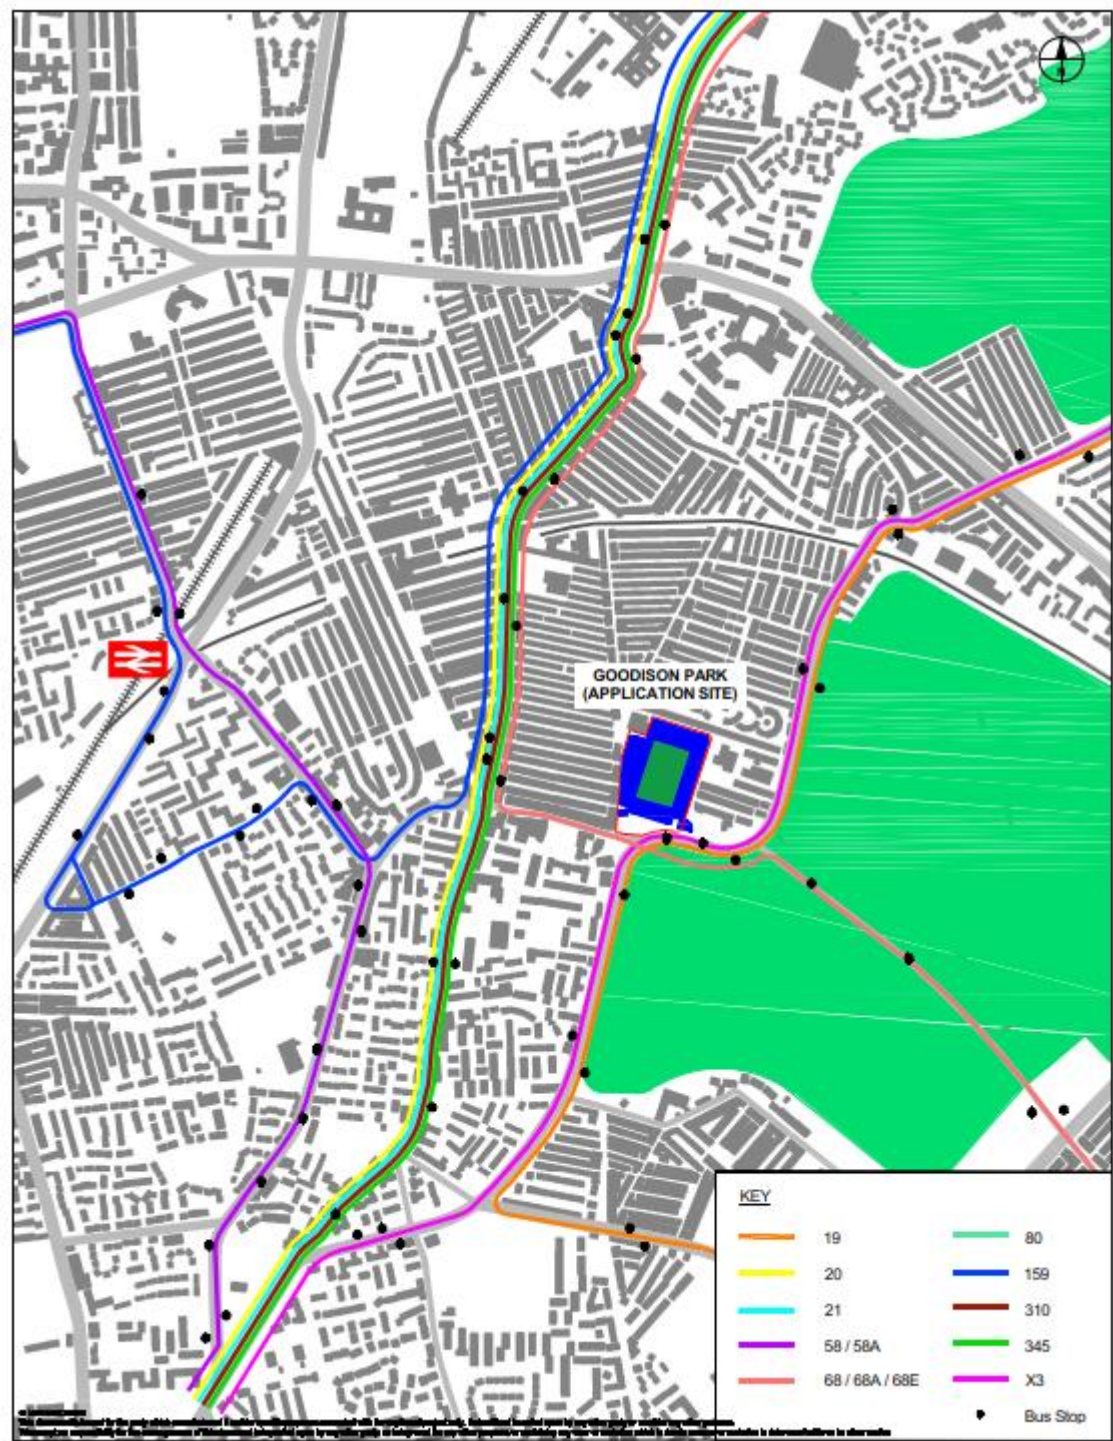 N
GOODISON PARK
(APPLICATION SITE)
KEY
19
20
21
58 / 58A
68 / 68A / 68E
80
159
310
345
X3
Bus Stop